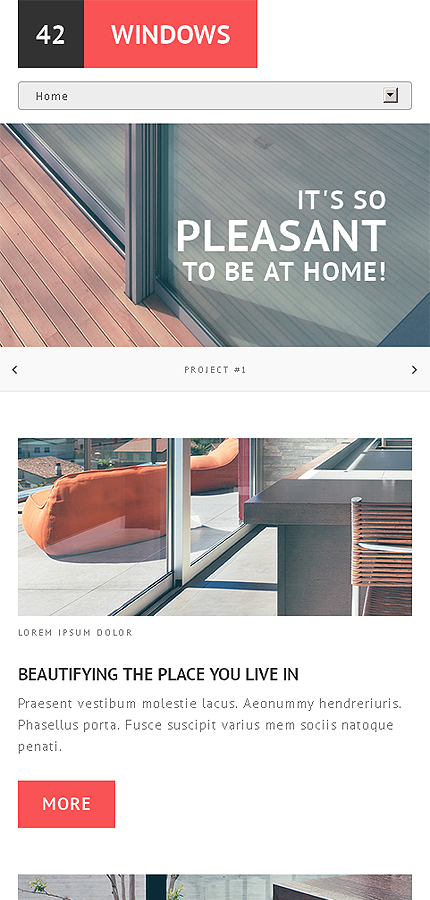 42 WINDOWS
Home
IT'S SO
PLEASANT
TO BE AT HOME!
PROJECT #1
LOREM IPSUM DOLOR
BEAUTIFYING THE PLACE YOU LIVE IN
Praesent vestibum molestie lacus. Aeonummy hendreriuris.
Phasellus porta. Fusce suscipit varius mem sociis natoque
penati.
MORE